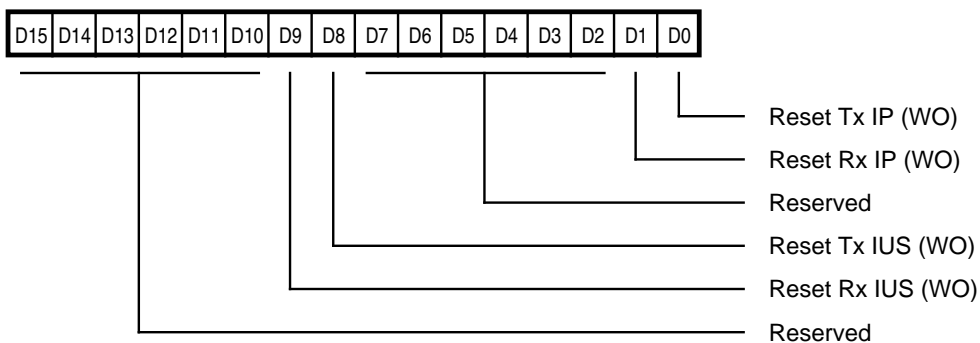 D15 D14 D13 D12 D11 D10 D9 D8 D7 D6 D5 D4 D3 D2 D1 D0
Reset Tx IP (WO)
Reset Rx IP (WO)
Reserved
Reset Tx IUS (WO)
Reset Rx IUS (WO)
Reserved